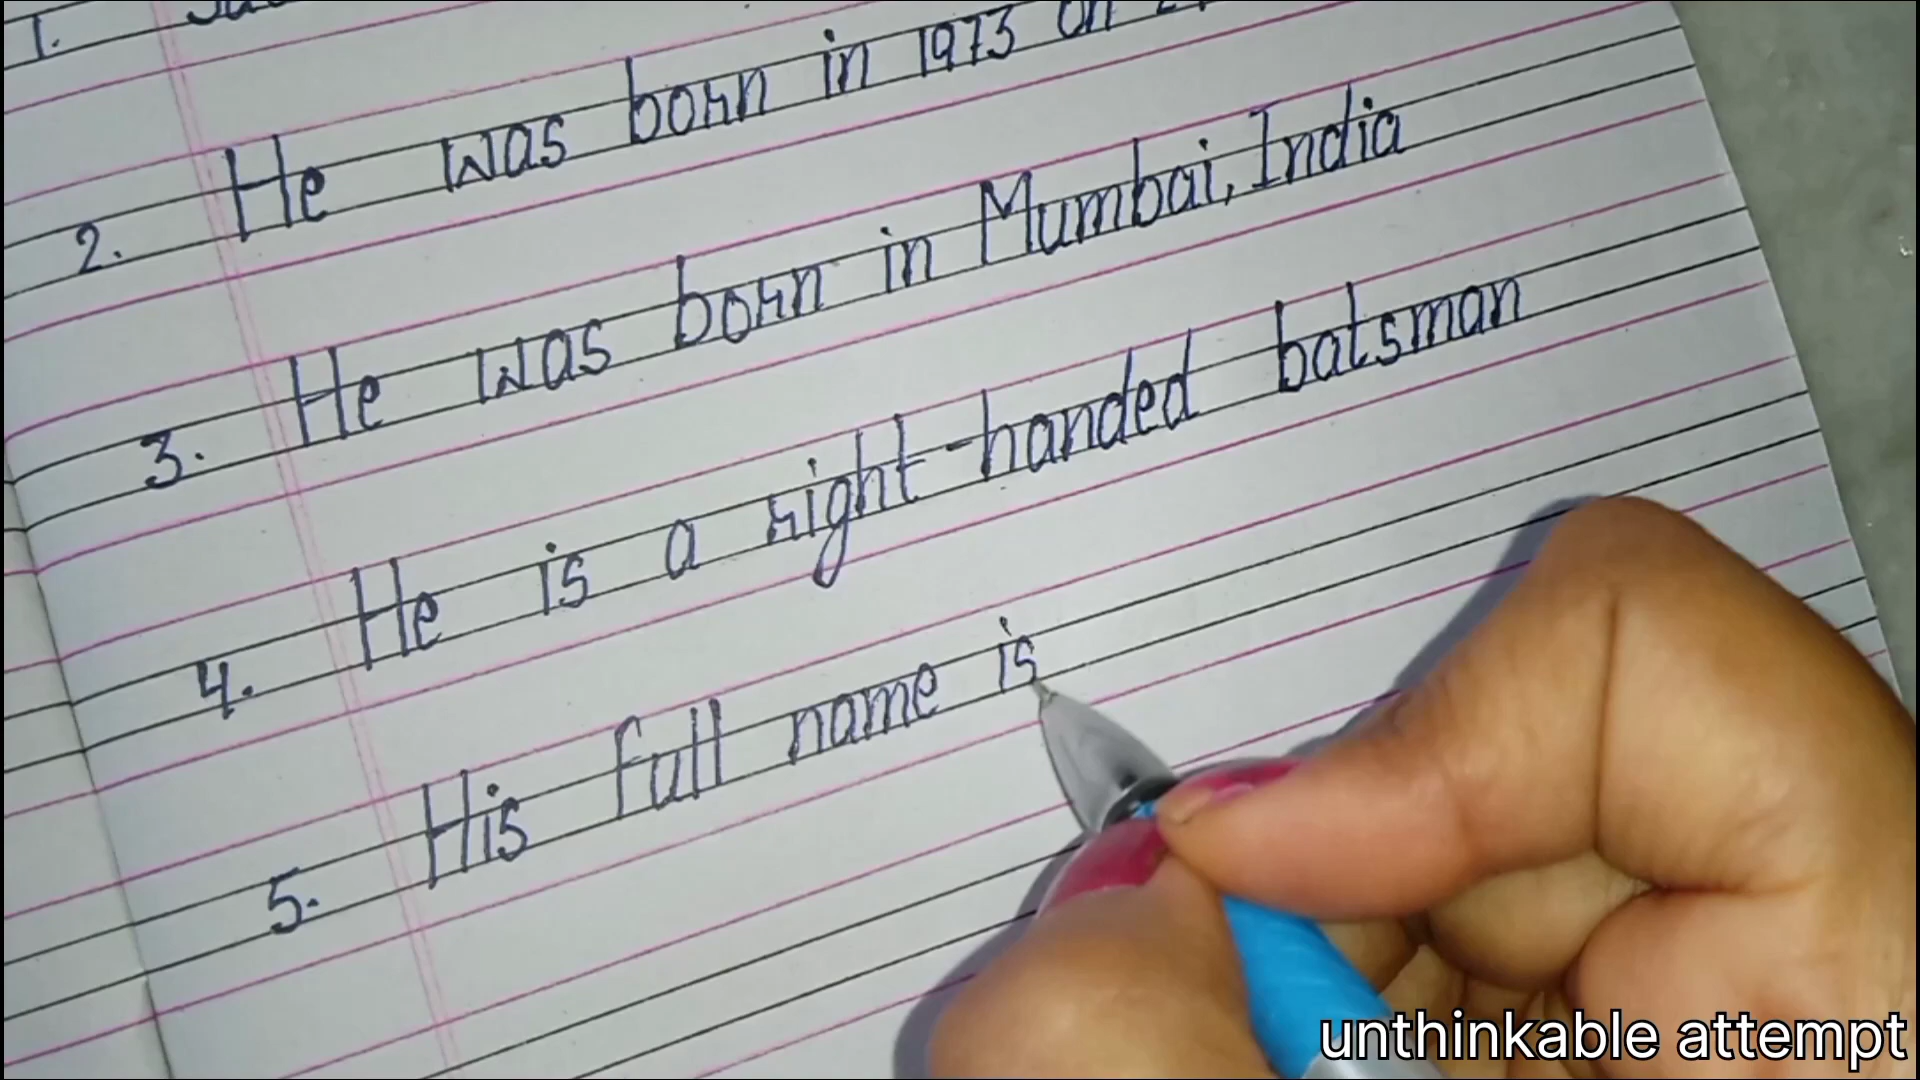 1.
2. He was born in 1973 on
3. He was born in Mumbai, India
4. He is a right-handed batsman
5. His full name is
unthinkable attempt